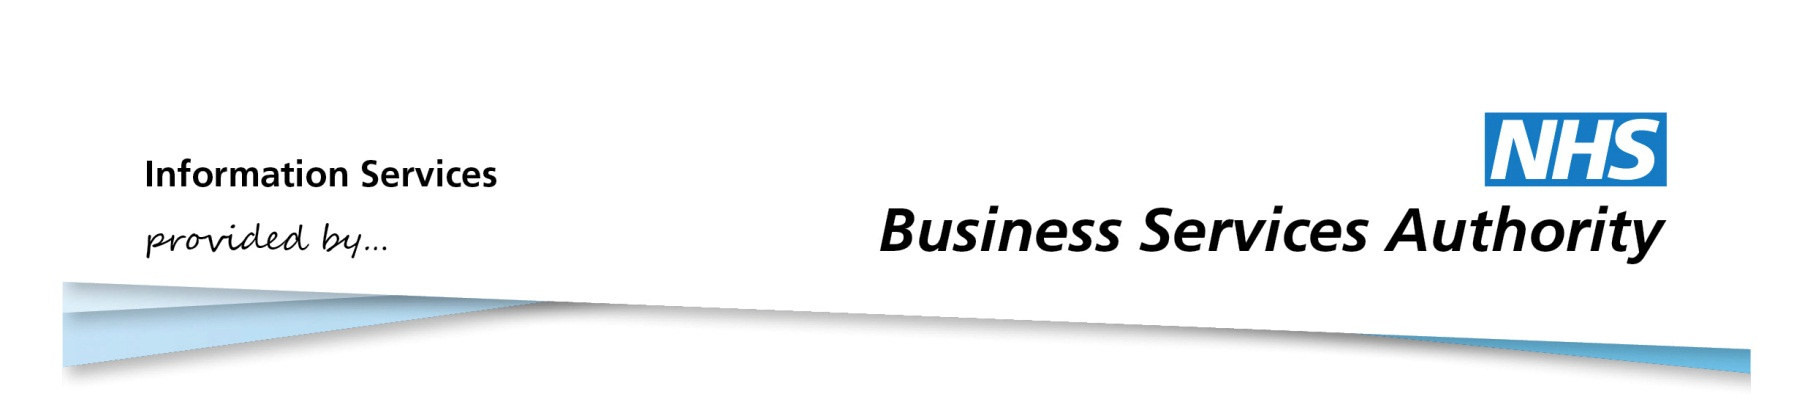 Information Services
provided by...
NHS
Business Services Authority